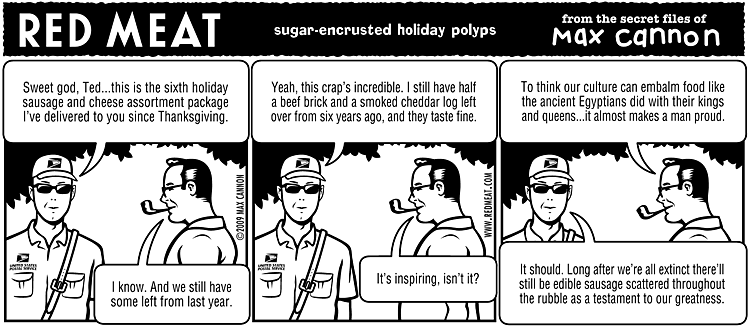 RED MEAT
sugar-encrusted holiday polyps
from the secret files of
Max Cannon
Sweet god, Ted...this is the sixth holiday
sausage and cheese assortment package
I've delivered to you since Thanksgiving.
I know. And we still have
some left from last year.
UNITED STATES
POSTAL SERVICE
©2009 MAX CANNON
Yeah, this crap's incredible. I still have half
a beef brick and a smoked cheddar log left
over from six years ago, and they taste fine.
It's inspiring, isn't it?
UNITED STATES
POSTAL SERVICE
WWW.REDMEAT.COM
To think our culture can embalm food like
the ancient Egyptians did with their kings
and queens...it almost makes a man proud.
It should. Long after we're all extinct there'll
still be edible sausage scattered throughout
the rubble as a testament to our greatness.